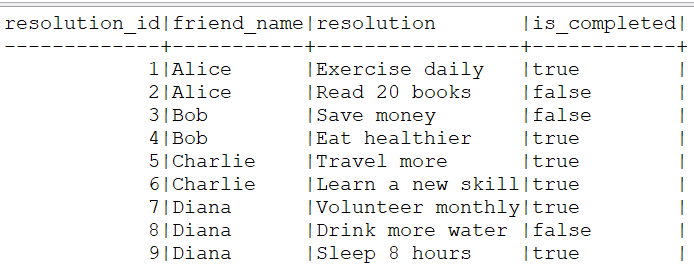 resolution_id|friend_name|resolution       |is_completed|
-------------+-----------+-----------------+------------+
            1|Alice      |Exercise daily   |true        |
            2|Alice      |Read 20 books    |false       |
            3|Bob        |Save money       |false       |
            4|Bob        |Eat healthier    |true        |
            5|Charlie    |Travel more      |true        |
            6|Charlie    |Learn a new skill|true        |
            7|Diana      |Volunteer monthly|true        |
            8|Diana      |Drink more water |false       |
            9|Diana      |Sleep 8 hours    |true        |